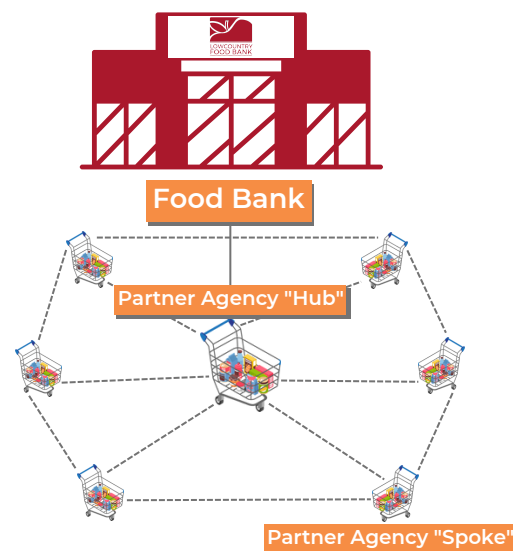 LOWCOUNTRY
FOOD BANK
Food Bank
Partner Agency "Hub"
Partner Agency "Spoke"